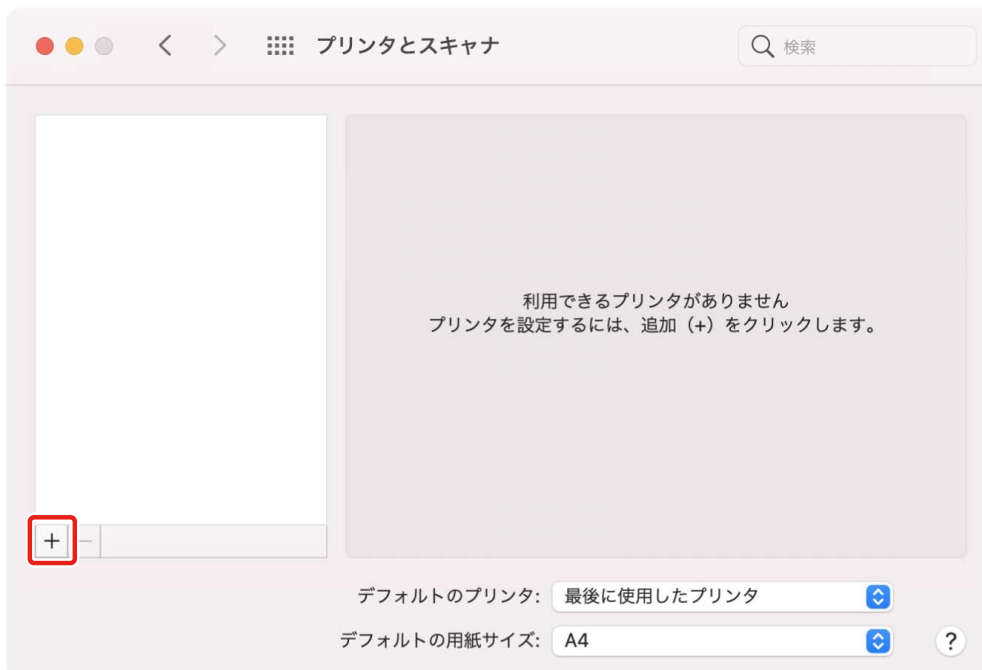 プリンタとスキャナ
検索
利用できるプリンタがありません
プリンタを設定するには、追加（+）をクリックします。
+ −
デフォルトのプリンタ: 最後に使用したプリンタ
デフォルトの用紙サイズ: A4
?